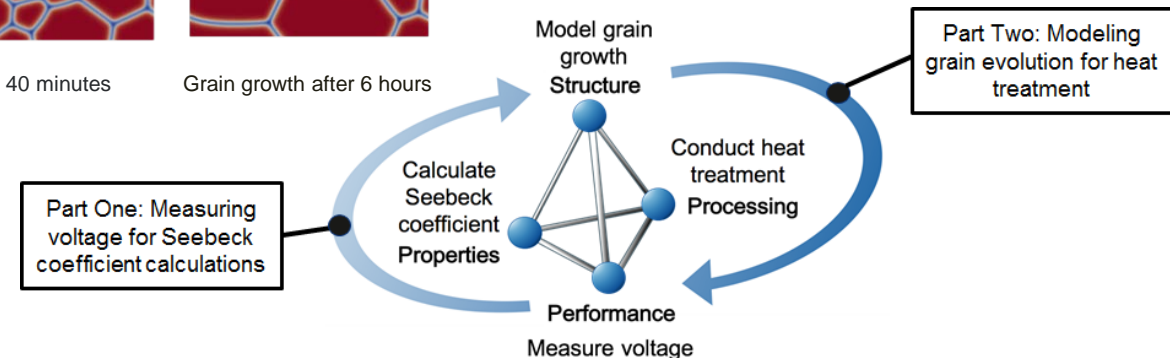 40 minutes
Grain growth after 6 hours
Model grain
growth
Structure
Part Two: Modeling
grain evolution for heat
treatment
Conduct heat
treatment
Processing
Calculate
Seebeck
coefficient
Properties
Part One: Measuring
voltage for Seebeck
coefficient calculations
Performance
Measure voltage